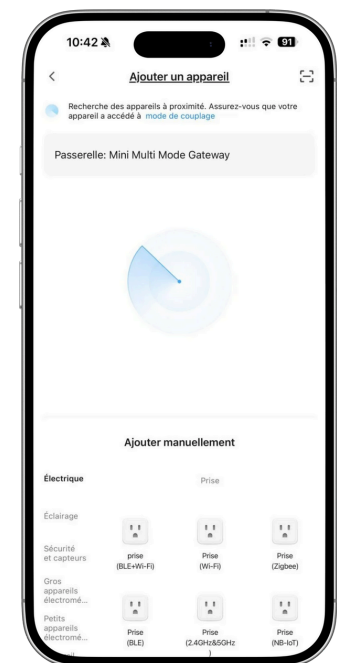 10:42
91
Ajouter un appareil
Recherche des appareils à proximité. Assurez-vous que votre
appareil a accédé à mode de couplage
Passerelle: Mini Multi Mode Gateway
Ajouter manuellement
Électrique
Prise
Éclairage
Sécurité
et capteurs
Gros
appareils
électromé...
Petits
appareils
électromé...
prise
(BLE+Wi-Fi)
Prise
(Wi-Fi)
Prise
(Zigbee)
Prise
(BLE)
Prise
(2.4GHz&5GHz
)
Prise
(NB-IoT)